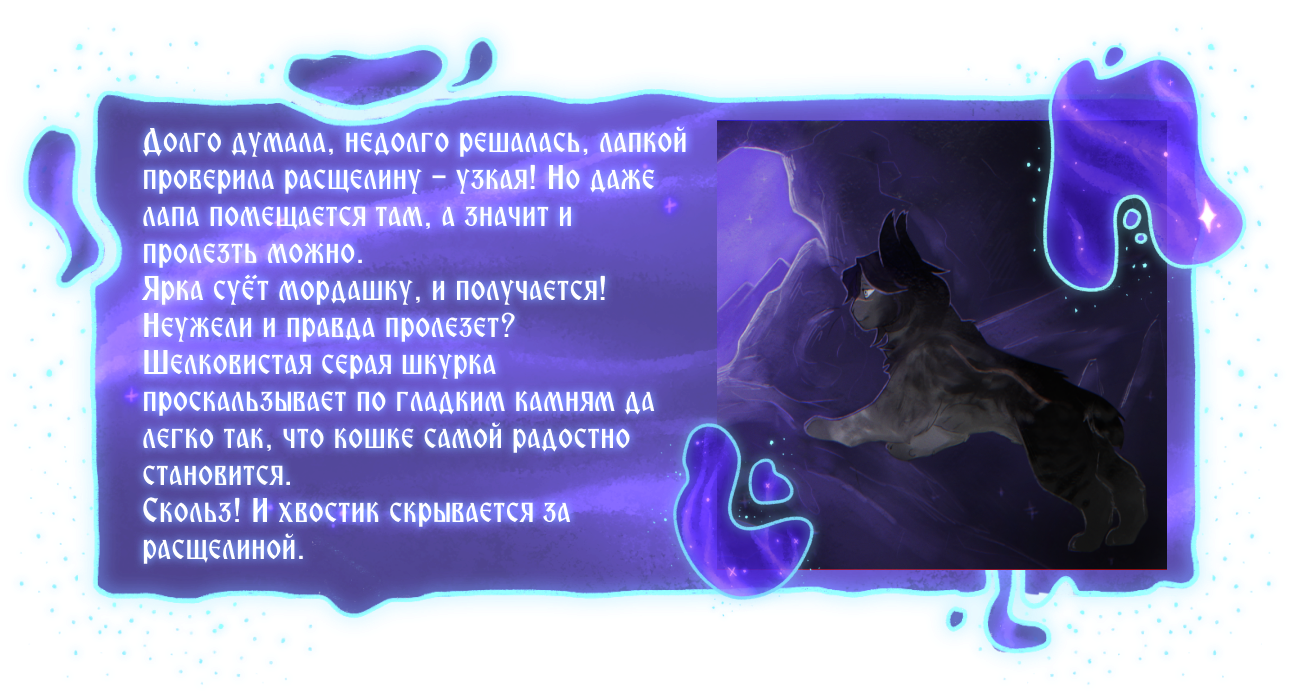 Долго думала, недолго решалась, лапкой
проверила расщелину – узкая! Но даже
лапа помещается там, а значит и
пролезть можно.
Ярка суёт мордашку, и получается!
Неужели и правда пролезет?
Шелковистая серая шкурка
проскальзывает по гладким камням да
легко так, что кошке самой радостно
становится.
Скольз! И хвостик скрывается за
расщелиной.